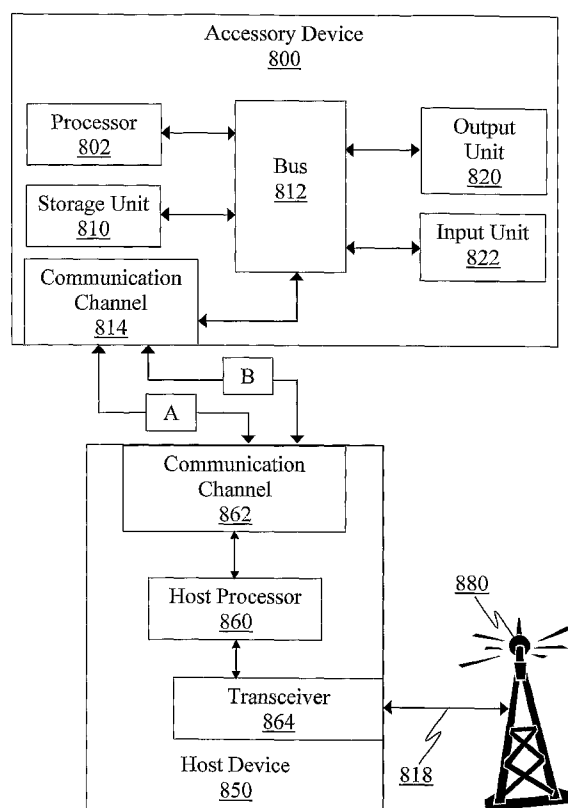 Accessory Device
800
Processor
802
Storage Unit
810
Bus
812
Output
Unit
820
Input Unit
822
Communication
Channel
814
A
B
Communication
Channel
862
Host Processor
860
Transceiver
864
Host Device
850
880
818